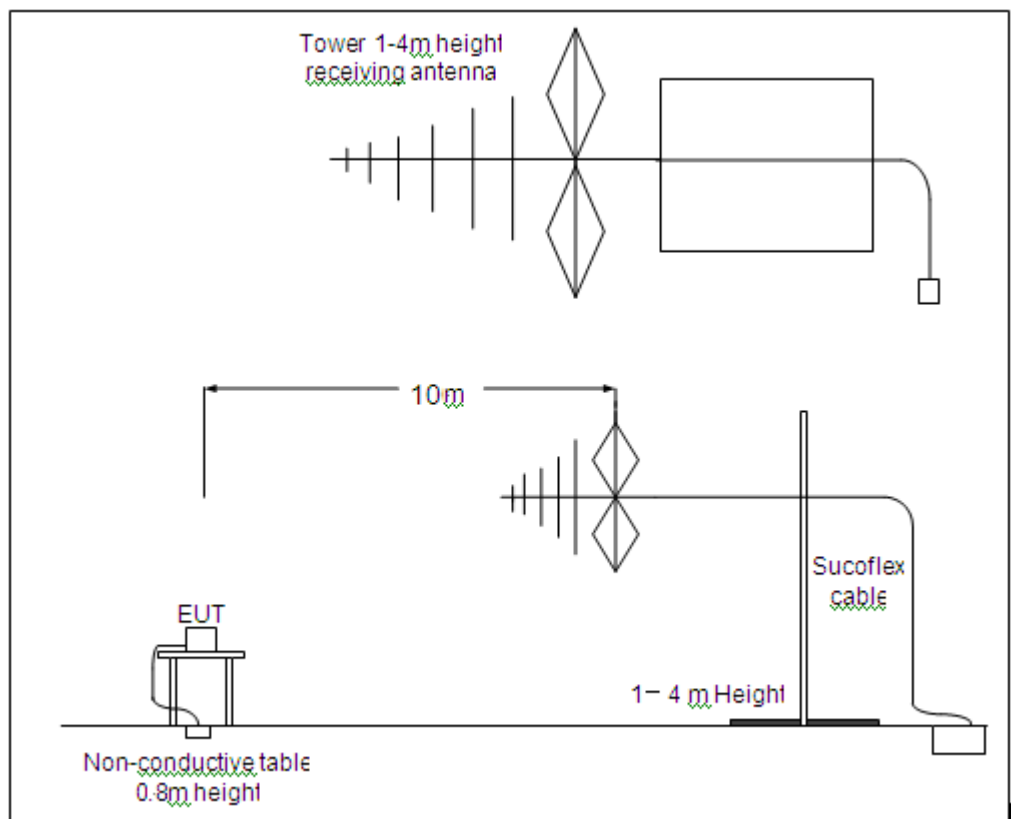 Tower 1-4m height
receiving antenna
10m
Sucoflex
cable
EUT
1– 4 m Height
Non-conductive table
0.8m height